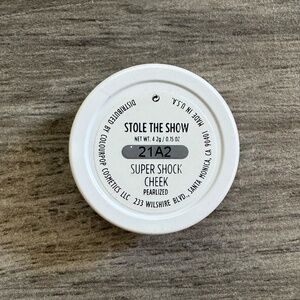 STOLE THE SHOW
NET WT. 4.2g / 0.15 OZ
21A2
SUPER SHOCK
CHEEK
PEARLIZED
DISTRIBUTED BY COLOURPOP COSMETICS LLC 233 WILSHIRE BLVD., SANTA MONICA, CA 90401 MADE IN U.S.A.